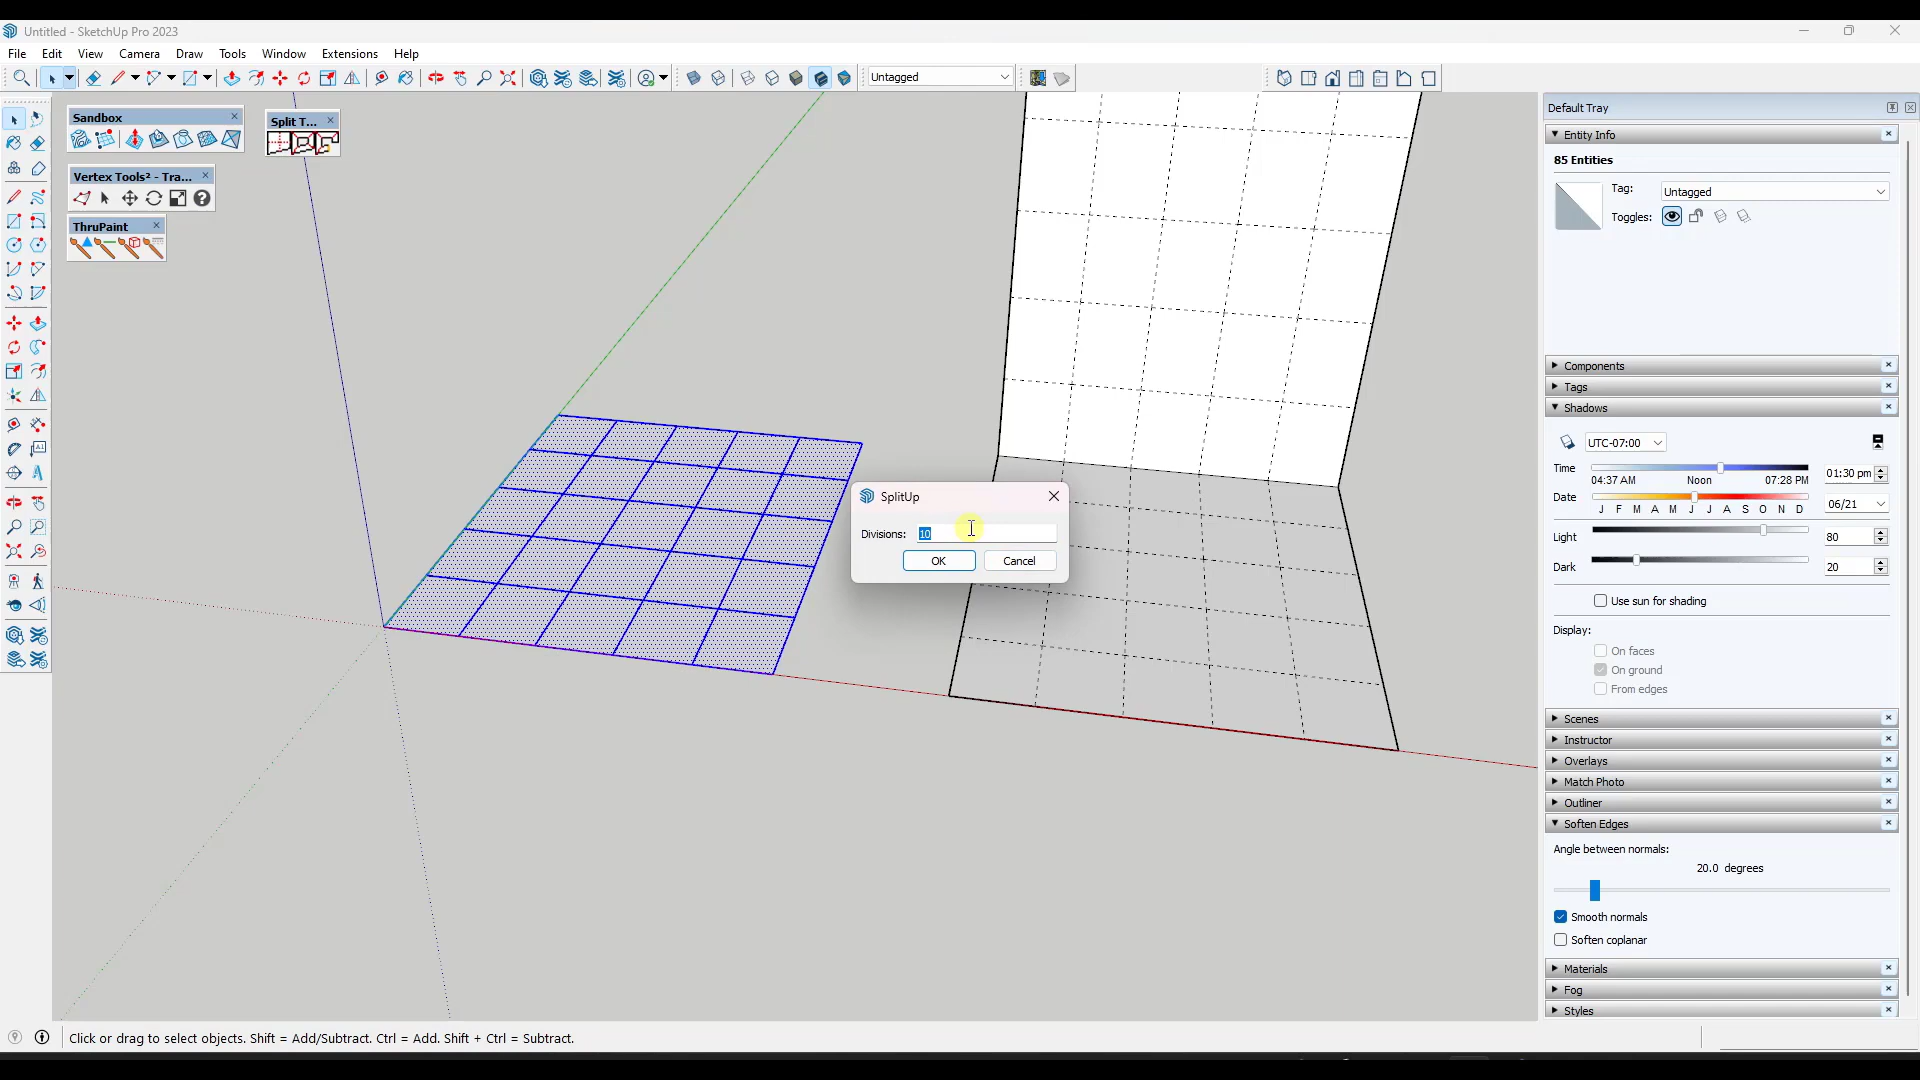 Untitled - SketchUp Pro 2023
File Edit View Camera Draw Tools Window Extensions Help
Untagged
Sandbox
Split T...
Vertex Tools² - Tra...
ThruPaint
SplitUp
Divisions: 10
OK Cancel
Default Tray
Entity Info
85 Entities
Tag: Untagged
Toggles:
Components
Tags
Shadows
UTC-07:00
Time 01:30 pm
04:37 AM Noon 07:28 PM
Date 06/21
J F M A M J J A S O N D
Light 80
Dark 20
Use sun for shading
Display:
On faces
On ground
From edges
Scenes
Instructor
Overlays
Match Photo
Outliner
Soften Edges
Angle between normals:
20.0 degrees
Smooth normals
Soften coplanar
Materials
Fog
Styles
Click or drag to select objects. Shift = Add/Subtract. Ctrl = Add. Shift + Ctrl = Subtract.